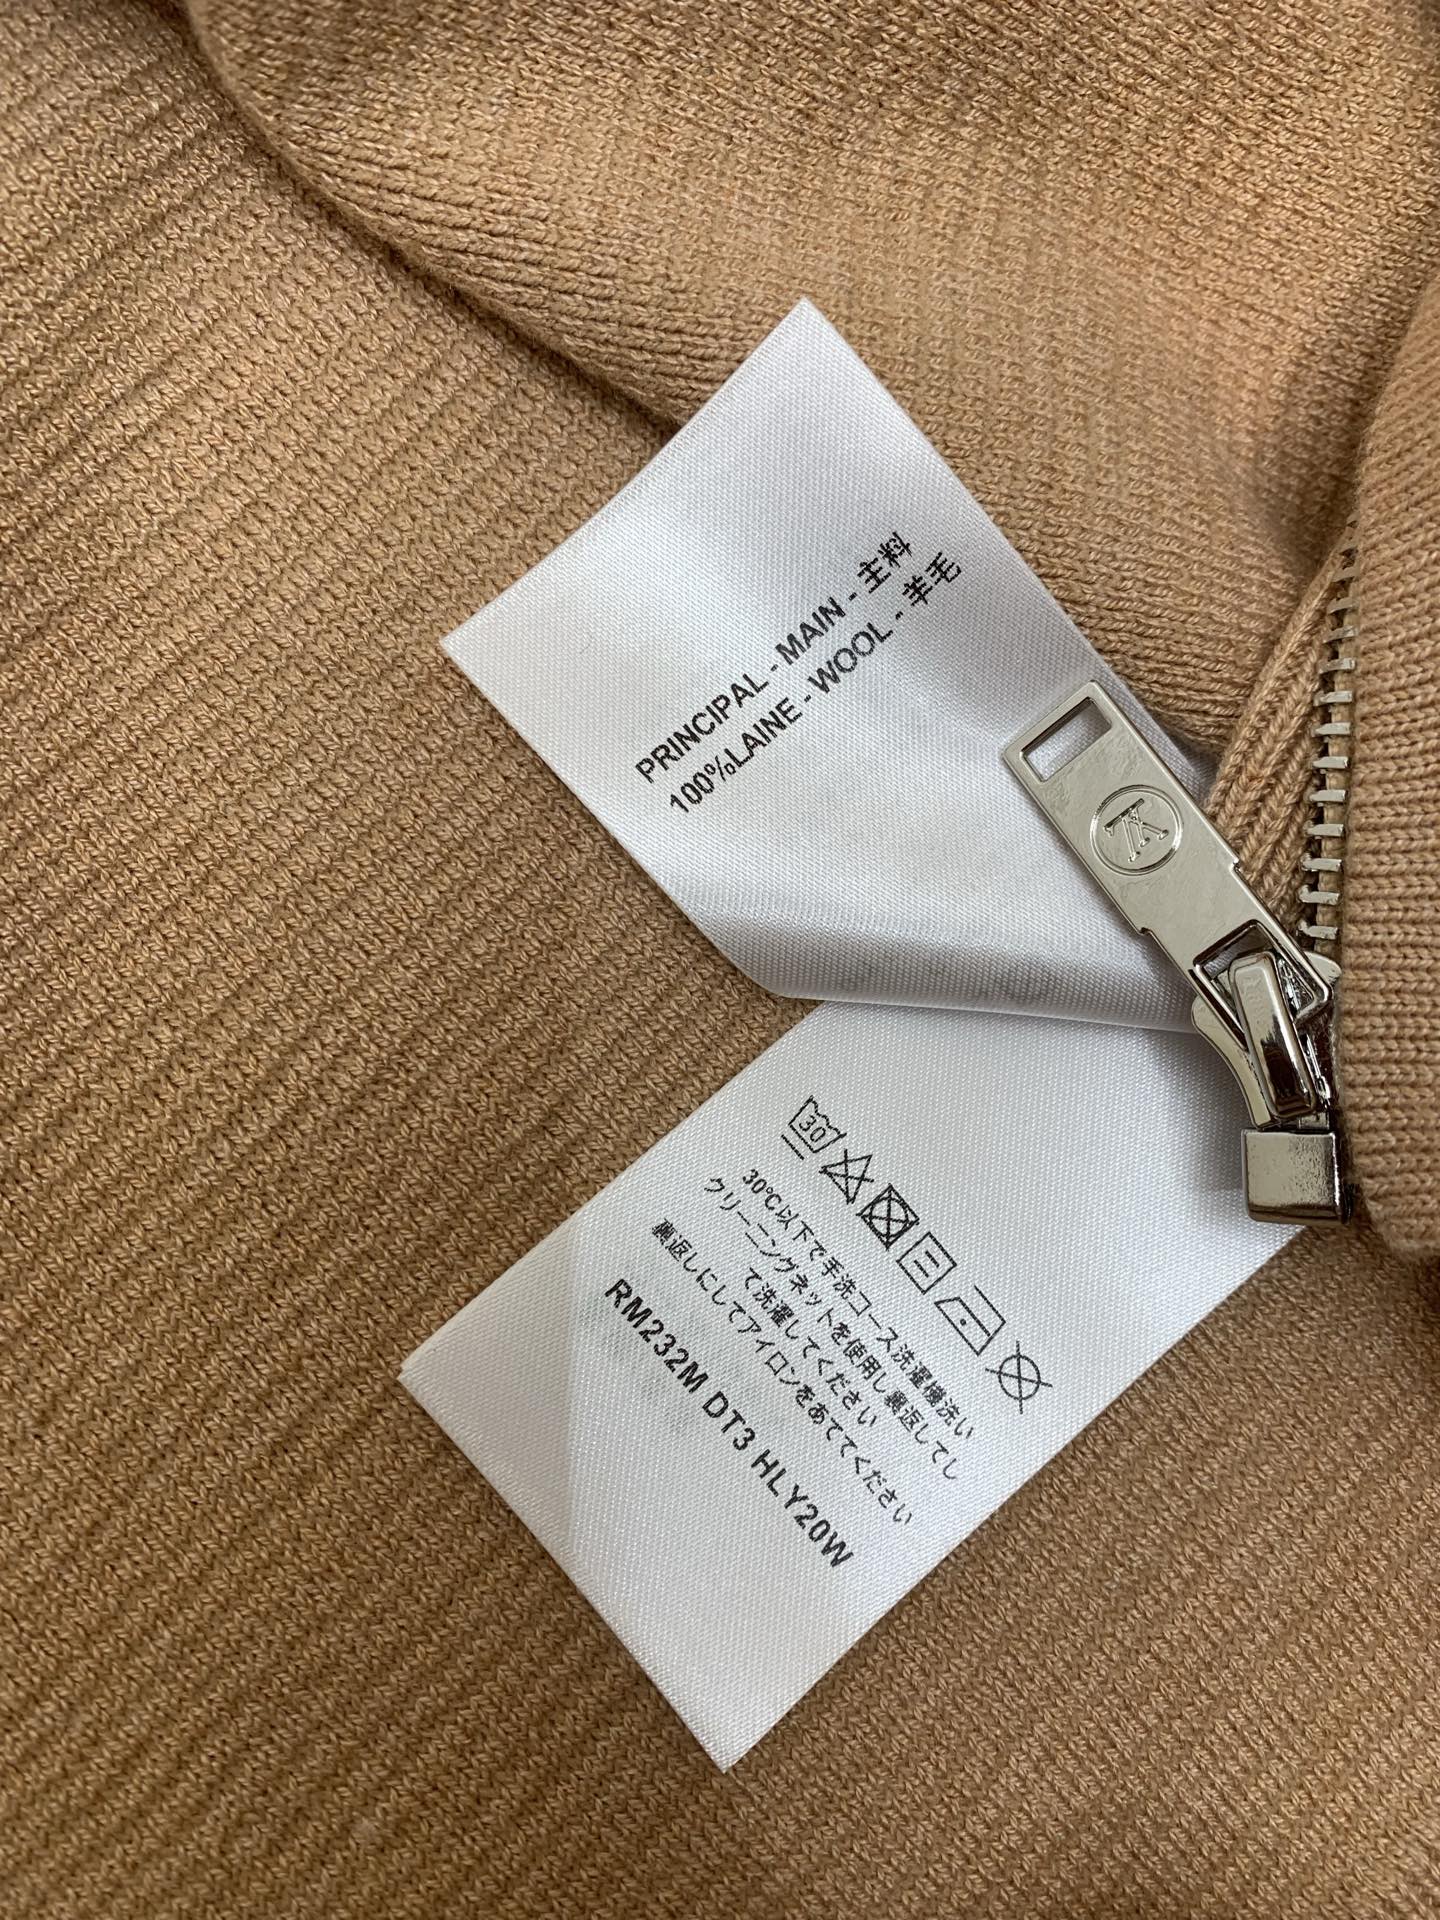 PRINCIPAL - MAIN - 主料
100%LAINE - WOOL - 羊毛
LV
30
30℃以下で手洗コース洗濯機洗い
クリーニングネットを使用し裏返してし
て洗濯してください
裏返しにしてアイロンをあててください
RM232M DT3 HLY20W